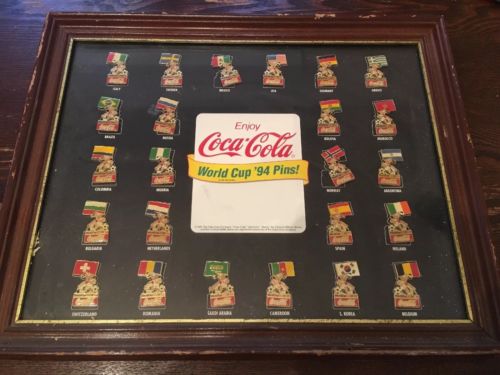 ITALY SWEDEN MEXICO USA GERMANY GREECE
Enjoy
Coca-Cola
World Cup '94 Pins!
BRAZIL RUSSIA BOLIVIA MOROCCO
COLOMBIA NIGERIA NORWAY ARGENTINA
BULGARIA NETHERLANDS SPAIN IRELAND
SWITZERLAND ROMANIA SAUDI ARABIA CAMEROON S. KOREA BELGIUM